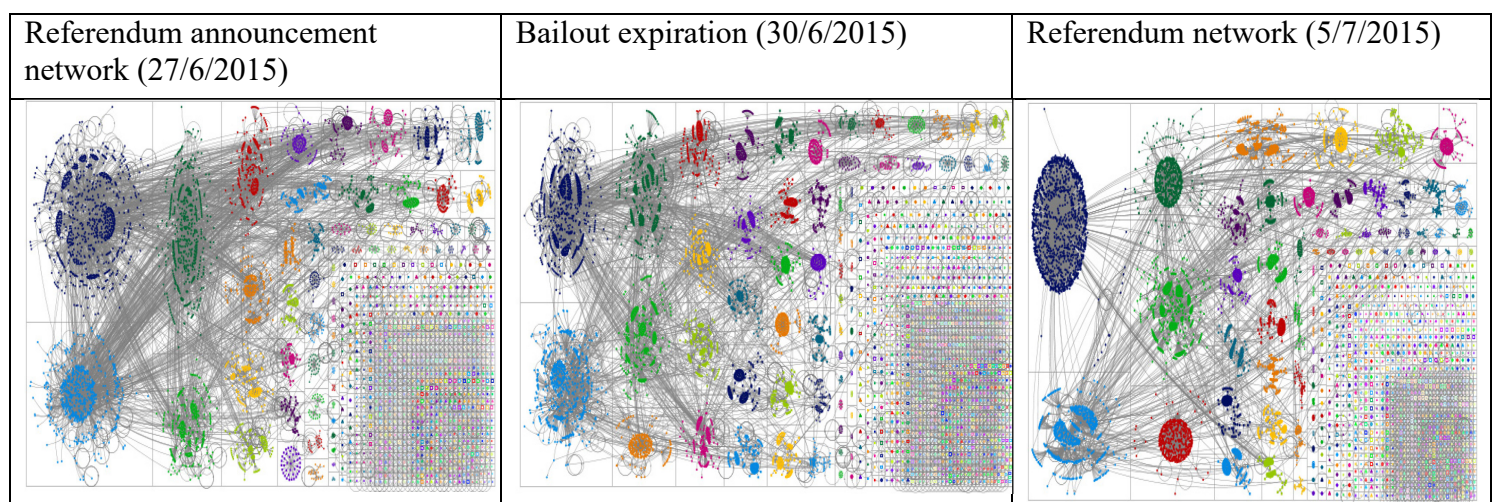 Referendum announcement
network (27/6/2015)
Bailout expiration (30/6/2015)
Referendum network (5/7/2015)